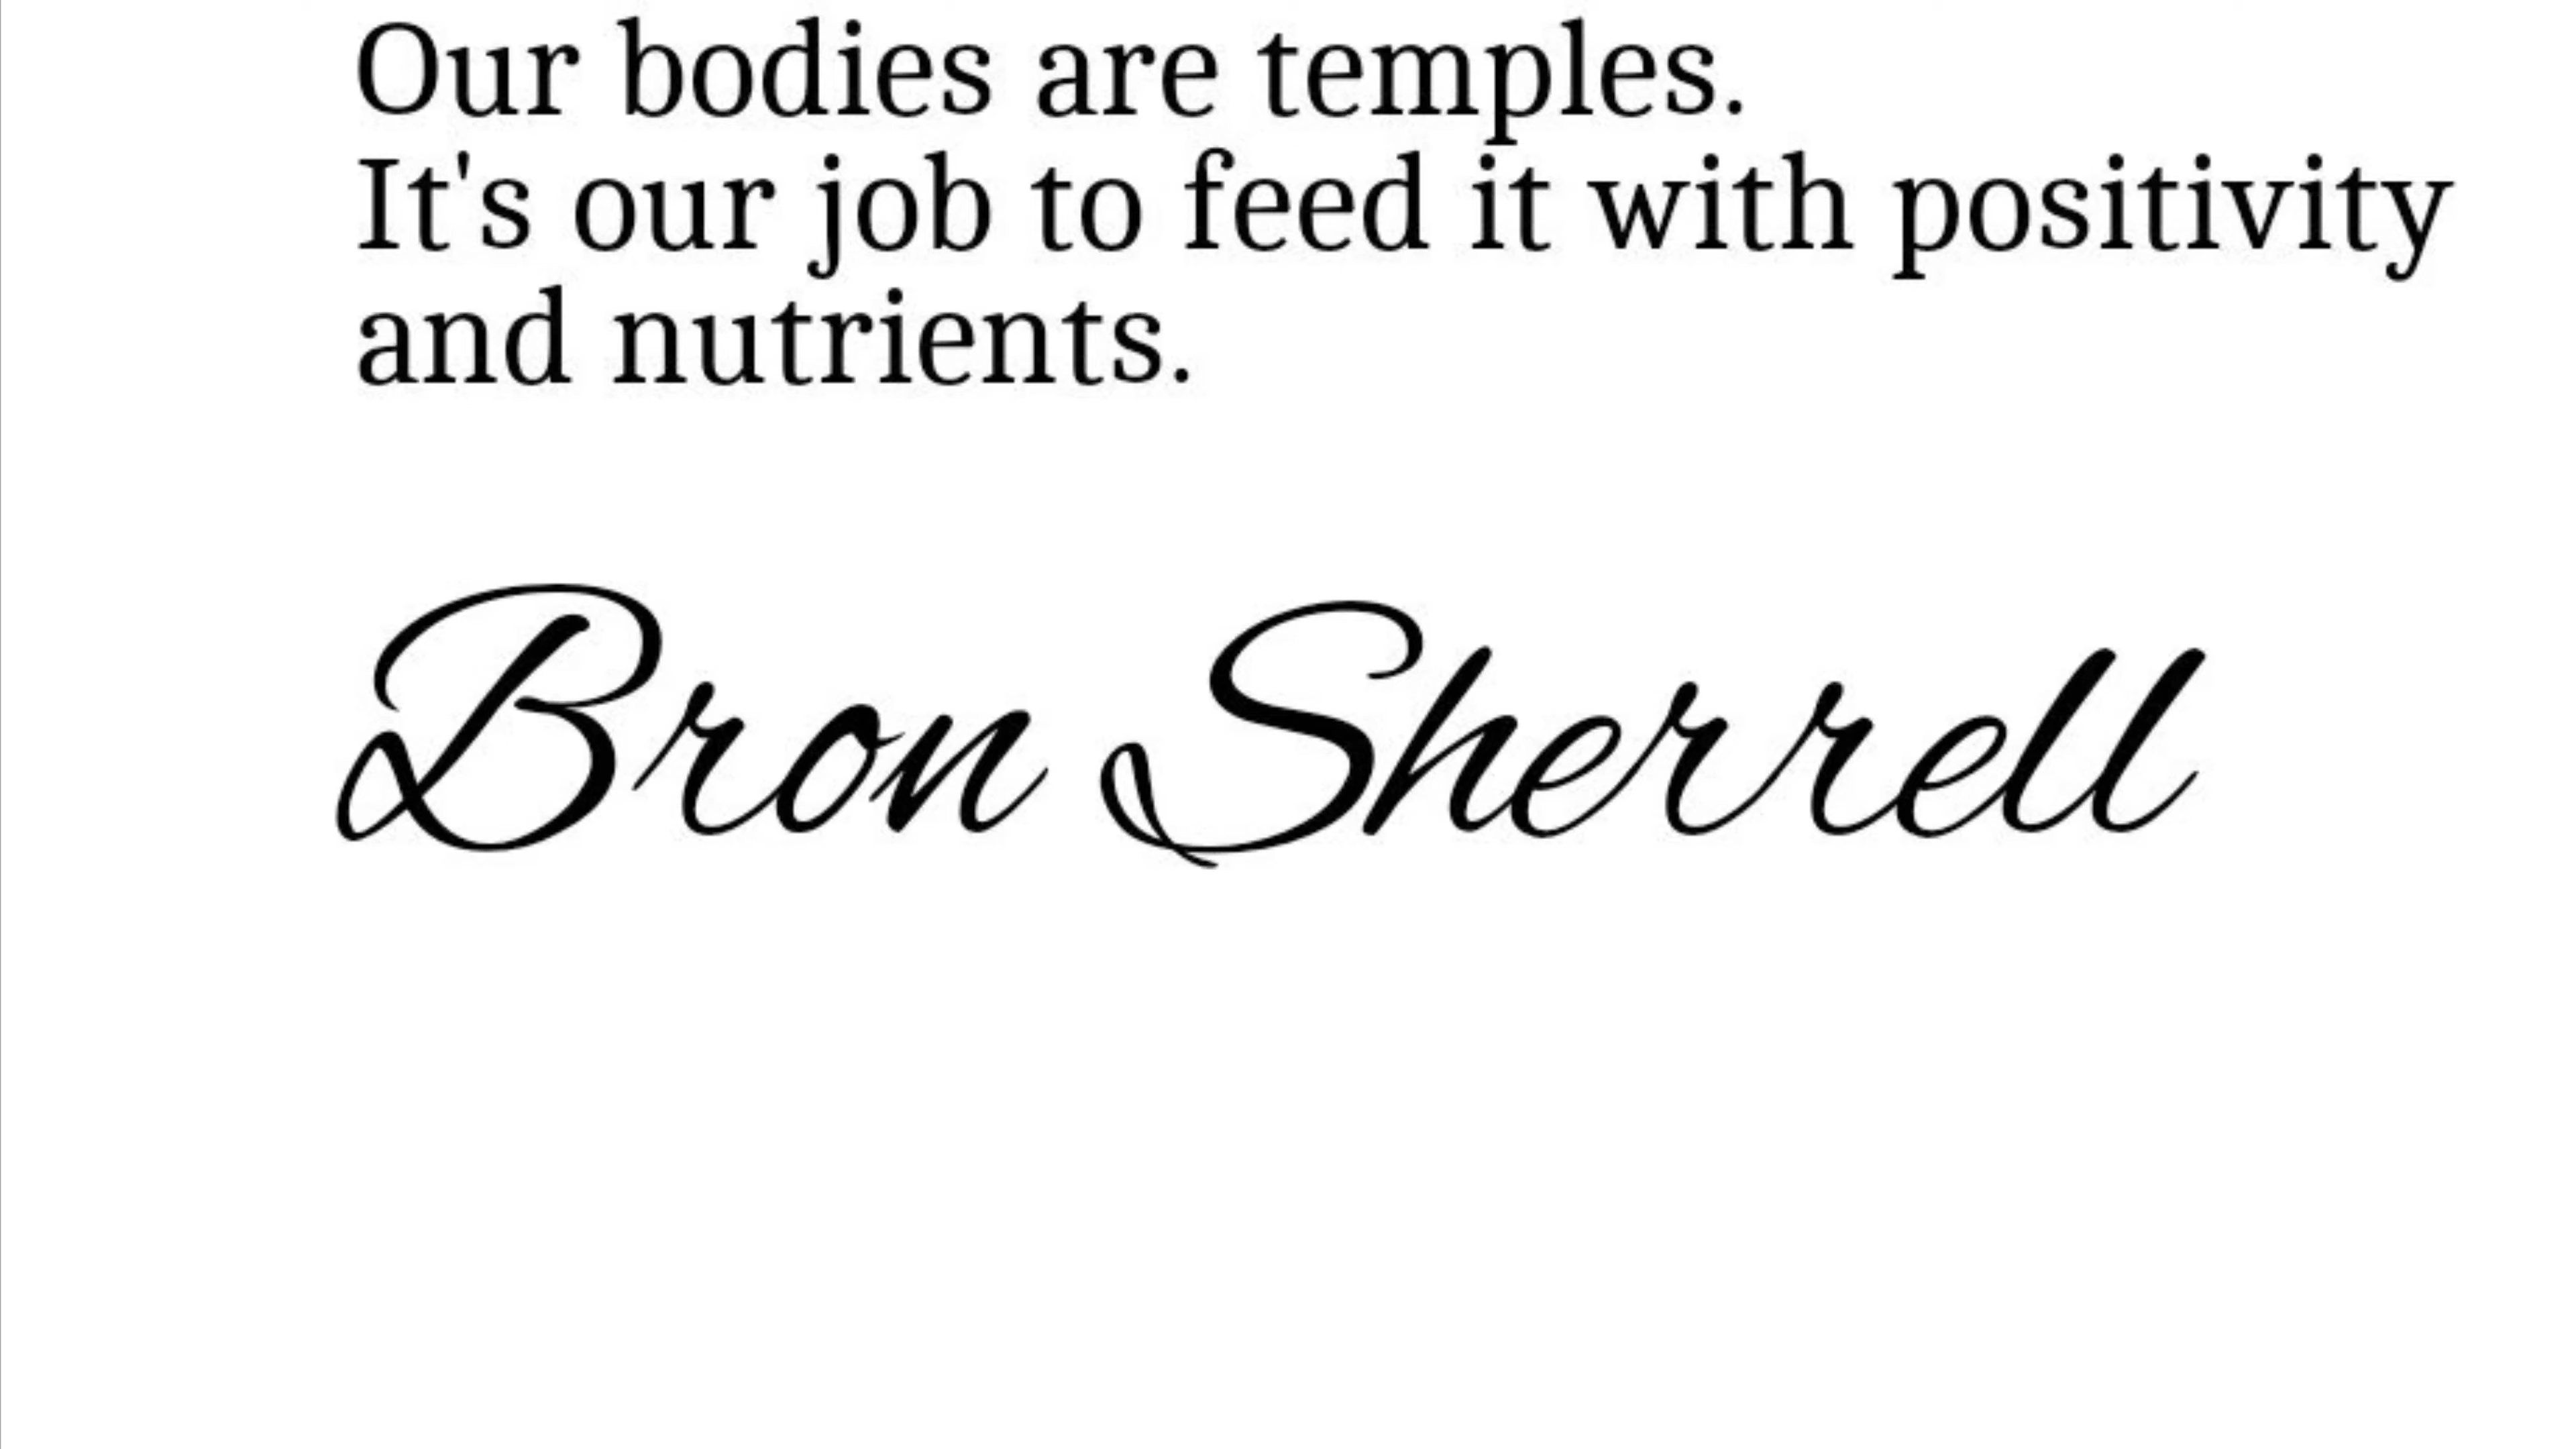 Our bodies are temples.
It's our job to feed it with positivity
and nutrients.
Bron Sherrell